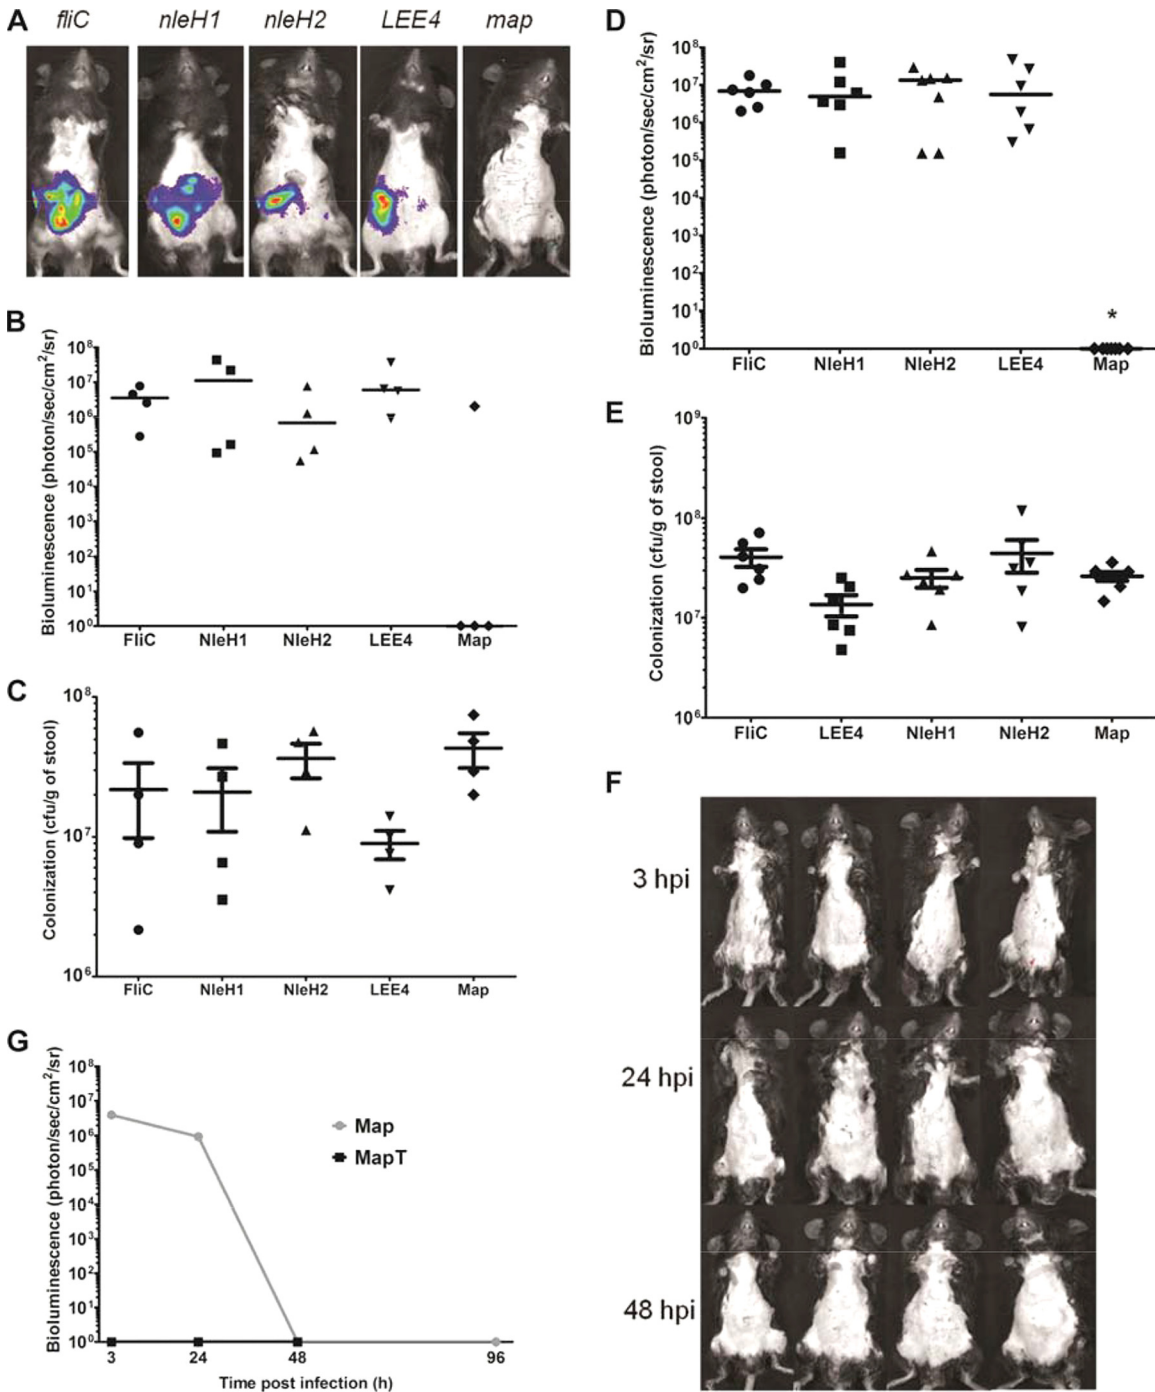 A
fliC nleH1 nleH2 LEE4 map
B
Bioluminescence (photon/sec/cm²/sr)
10⁸
10⁷
10⁶
10⁵
10⁴
10³
10²
10¹
10⁰
FliC NleH1 NleH2 LEE4 Map
C
Colonization (cfu/g of stool)
10⁸
10⁷
10⁶
FliC NleH1 NleH2 LEE4 Map
G
Bioluminescence (photon/sec/cm²/sr)
10⁸
10⁷
10⁶
10⁵
10⁴
10³
10²
10¹
10⁰
Map
MapT
3 24 48 96
Time post infection (h)
D
Bioluminescence (photon/sec/cm²/sr)
10⁸
10⁷
10⁶
10⁵
10⁴
10³
10²
10¹
10⁰
*
FliC NleH1 NleH2 LEE4 Map
E
Colonization (cfu/g of stool)
10⁹
10⁸
10⁷
10⁶
FliC LEE4 NleH1 NleH2 Map
F
3 hpi
24 hpi
48 hpi